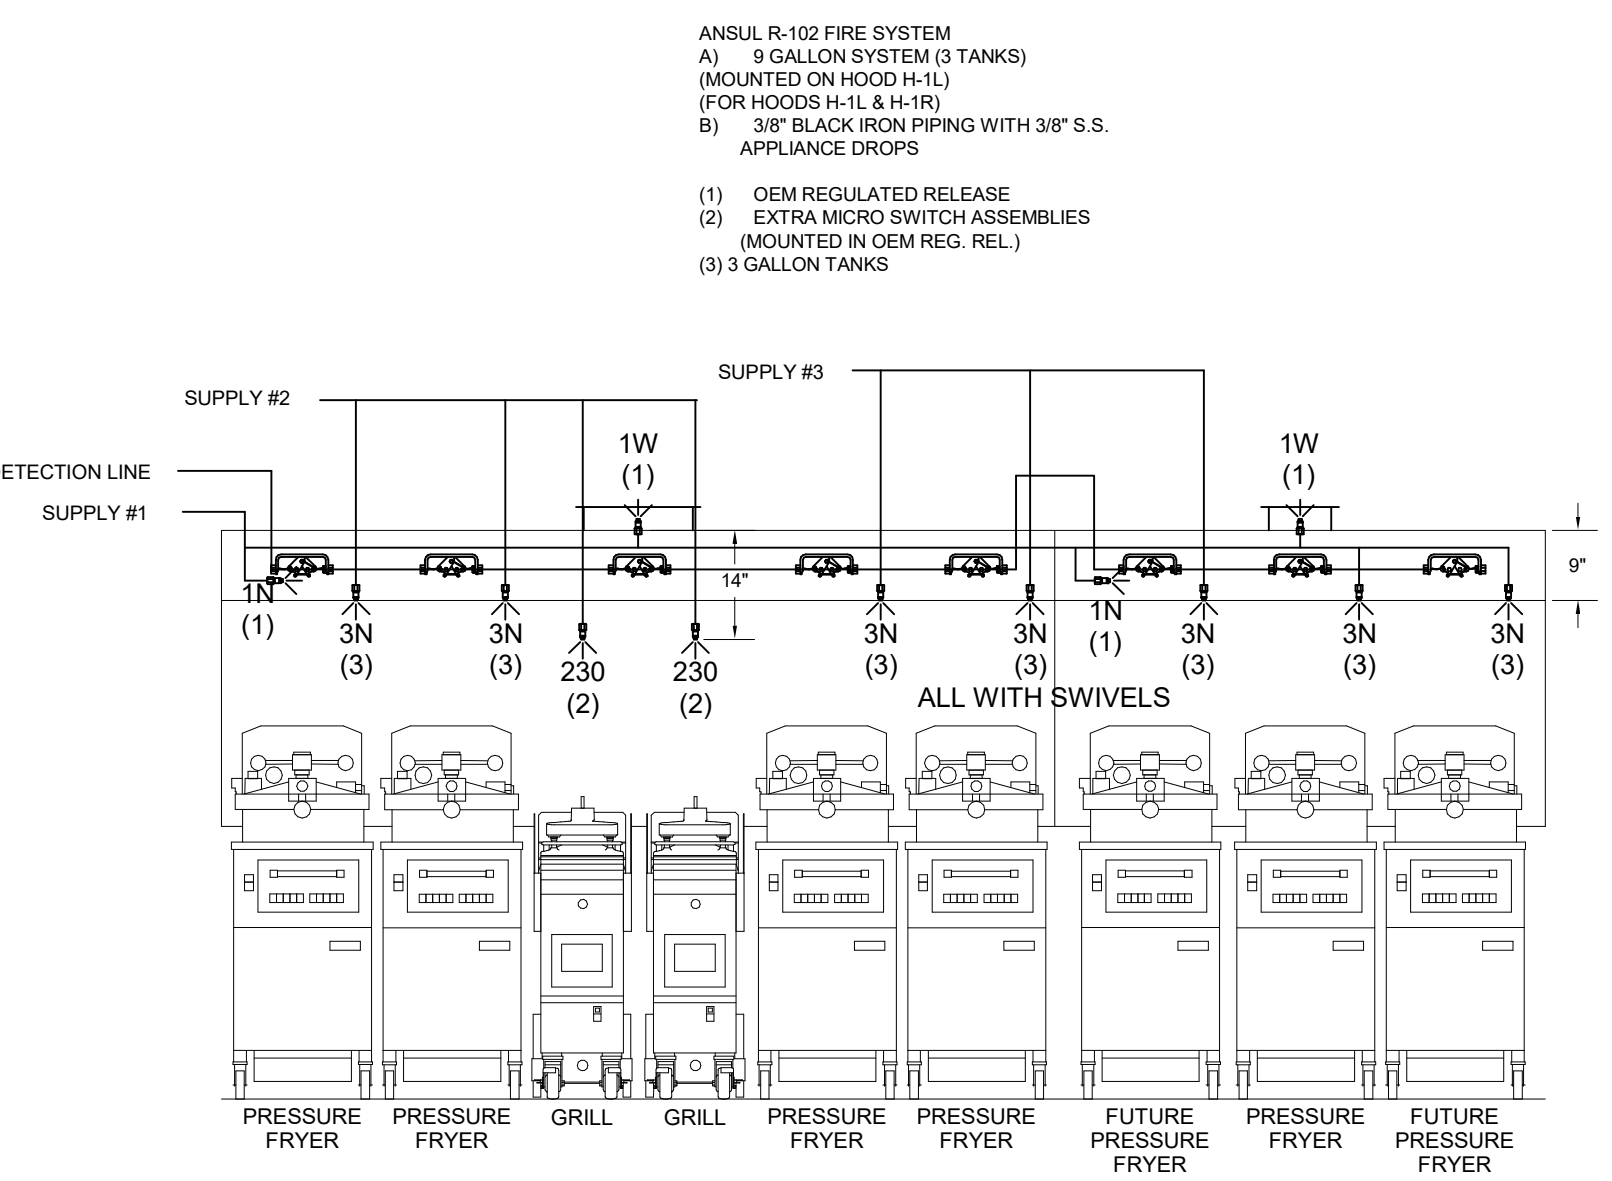 ANSUL R-102 FIRE SYSTEM
A) 9 GALLON SYSTEM (3 TANKS)
(MOUNTED ON HOOD H-1L)
(FOR HOODS H-1L & H-1R)
B) 3/8" BLACK IRON PIPING WITH 3/8" S.S.
APPLIANCE DROPS
(1) OEM REGULATED RELEASE
(2) EXTRA MICRO SWITCH ASSEMBLIES
(MOUNTED IN OEM REG. REL.)
(3) 3 GALLON TANKS
SUPPLY #3
SUPPLY #2
1W
(1)
1W
(1)
ETECTION LINE
SUPPLY #1
14"
9"
1N
(1)
3N
(3)
3N
(3)
230
(2)
230
(2)
3N
(3)
3N
(3)
1N
(1)
3N
(3)
3N
(3)
3N
(3)
ALL WITH SWIVELS
PRESSURE
FRYER
PRESSURE
FRYER
GRILL
GRILL
PRESSURE
FRYER
PRESSURE
FRYER
FUTURE
PRESSURE
FRYER
PRESSURE
FRYER
FUTURE
PRESSURE
FRYER